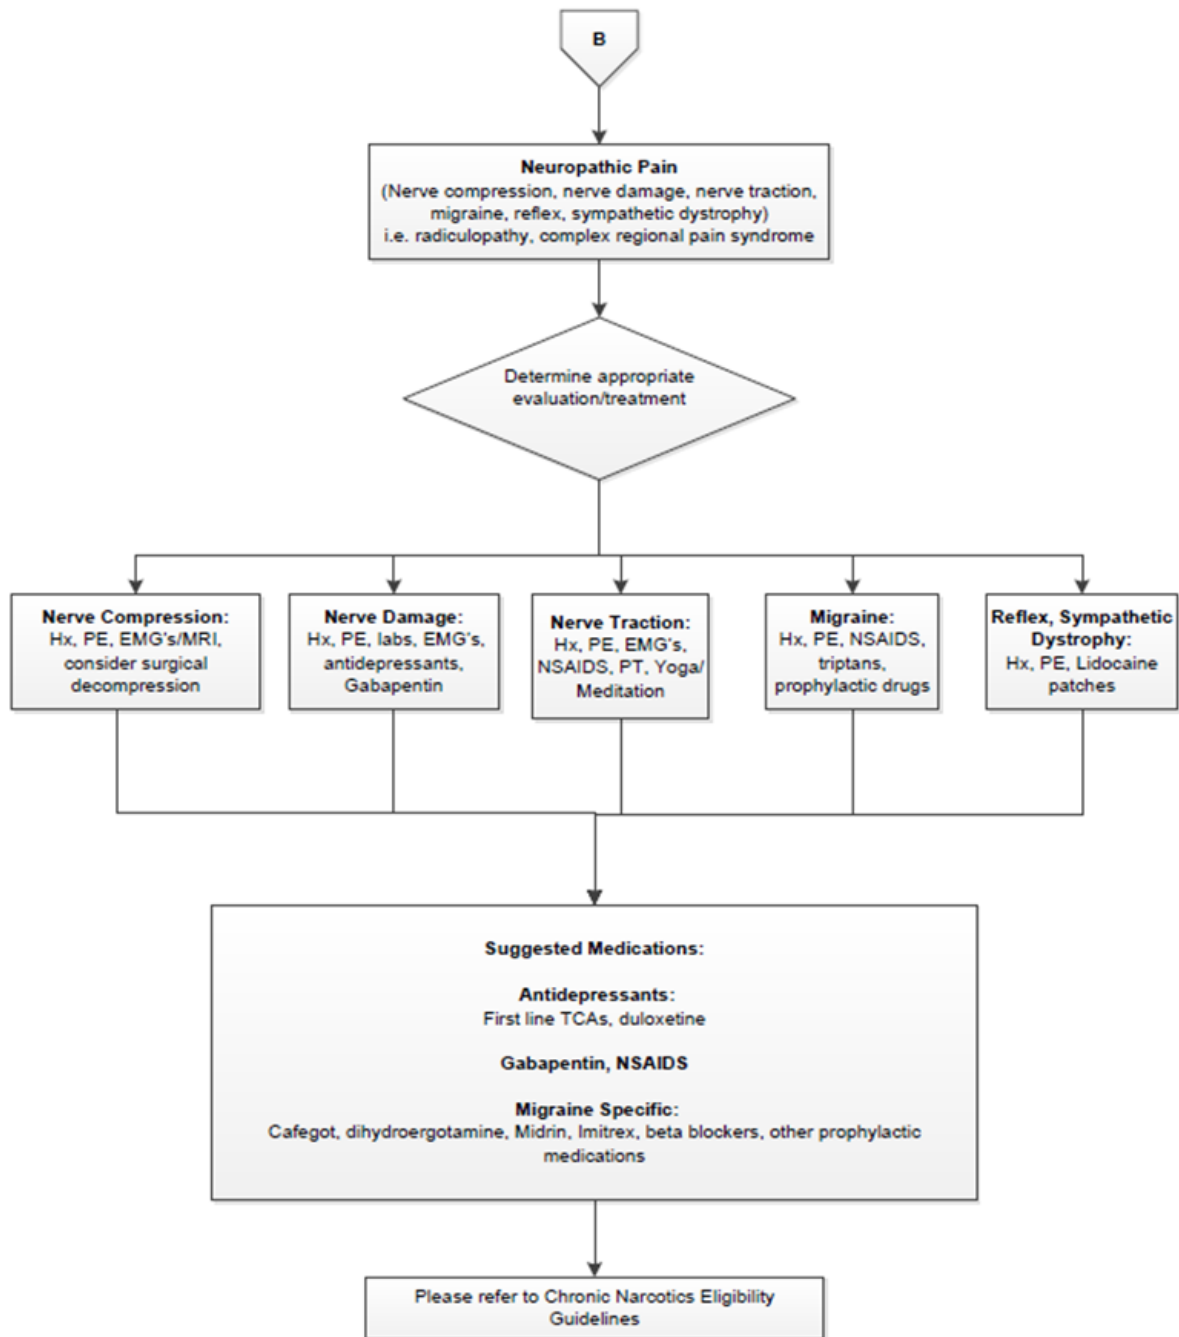 B
Neuropathic Pain
(Nerve compression, nerve damage, nerve traction,
migraine, reflex, sympathetic dystrophy)
i.e. radiculopathy, complex regional pain syndrome
Determine appropriate
evaluation/treatment
Nerve Compression:
Hx, PE, EMG's/MRI,
consider surgical
decompression
Nerve Damage:
Hx, PE, labs, EMG's,
antidepressants,
Gabapentin
Nerve Traction:
Hx, PE, EMG's,
NSAIDS, PT, Yoga/
Meditation
Migraine:
Hx, PE, NSAIDS,
triptans,
prophylactic drugs
Reflex, Sympathetic
Dystrophy:
Hx, PE, Lidocaine
patches
Suggested Medications:
Antidepressants:
First line TCAs, duloxetine
Gabapentin, NSAIDS
Migraine Specific:
Cafegot, dihydroergotamine, Midrin, Imitrex, beta blockers, other prophylactic
medications
Please refer to Chronic Narcotics Eligibility
Guidelines